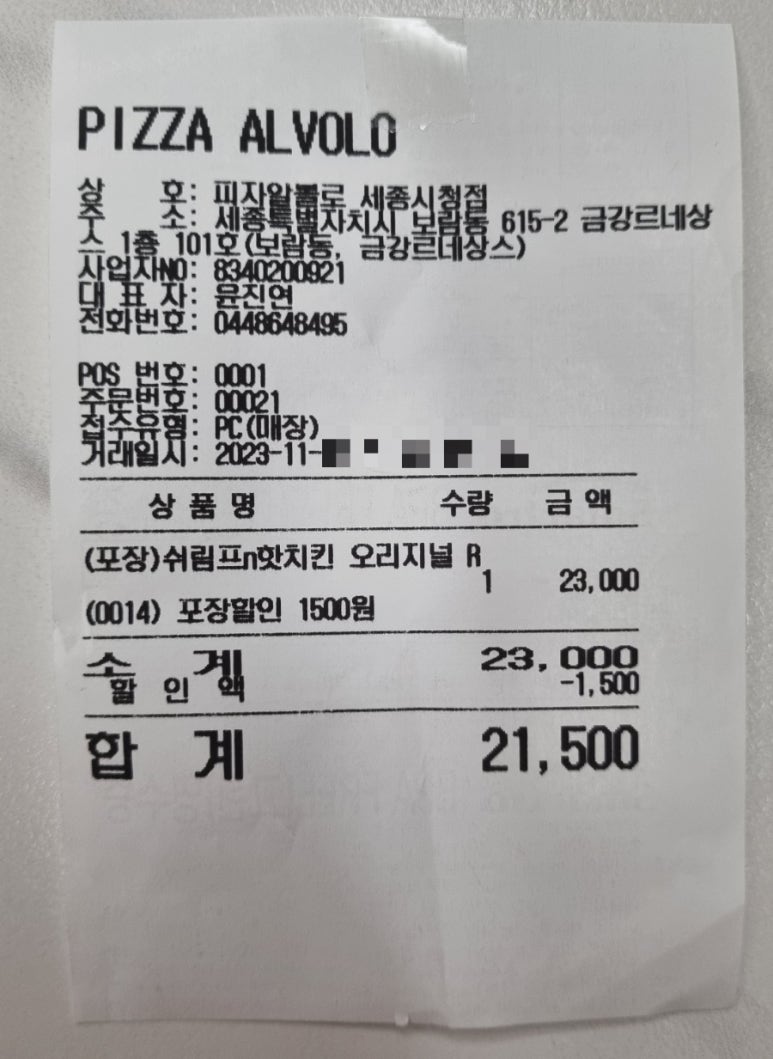 PIZZA ALVOLO
상 호: 피자알볼로 세종시청점
주 소: 세종특별자치시 보람동 615-2 금강르네상
스 1층 101호(보람동, 금강르네상스)
사업자NO: 8340200921
대 표 자: 윤진연
전화번호: 0448648495
POS 번호: 0001
주문번호: 00021
접수유형: PC(매장)
거래일시: 2023-11-
상 품 명 수량 금 액
(포장)쉬림프n핫치킨 오리지널 R
1 23,000
(0014) 포장할인 1500원
소 계 23,000
할 인 액 -1,500
합 계 21,500